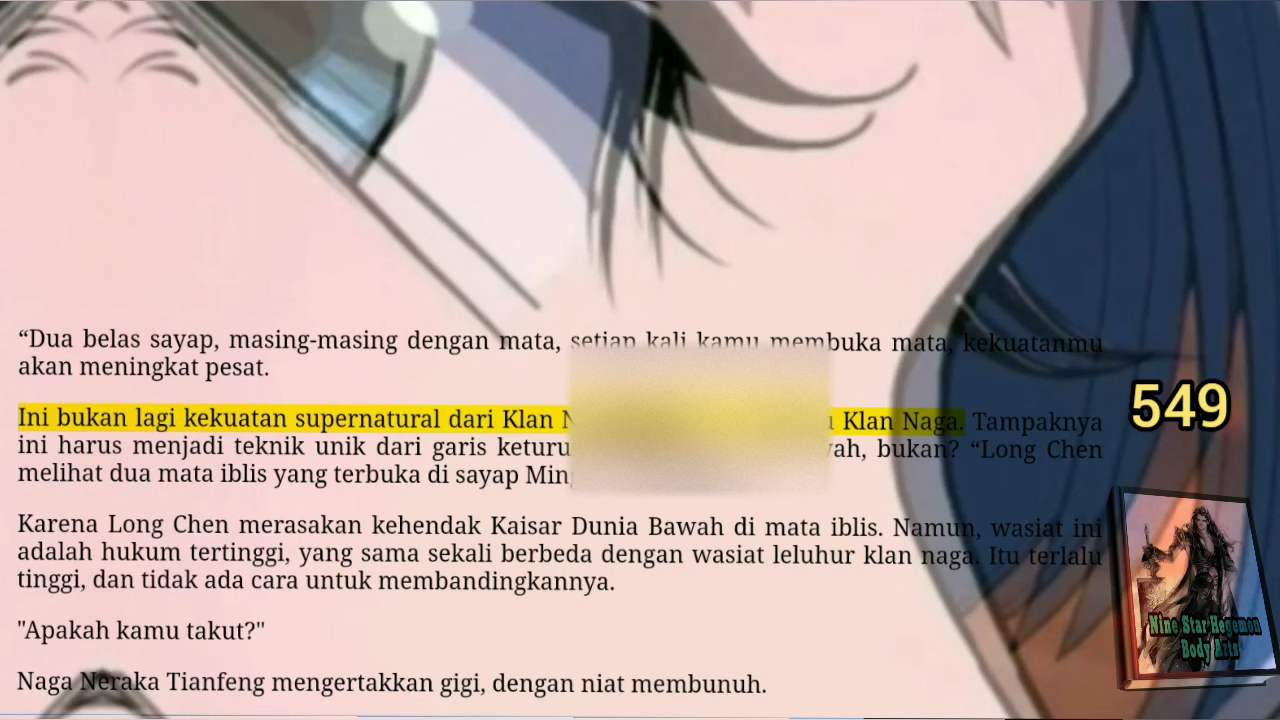 “Dua belas sayap, masing-masing dengan mata, setiap kali kamu membuka mata, kekuatanmu
akan meningkat pesat.
Ini bukan lagi kekuatan supernatural dari Klan Klan Naga. Tampaknya
ini harus menjadi teknik unik dari garis bukan? “Long Chen
melihat dua mata iblis yang terbuka di sayap
Karena Long Chen merasakan kehendak Kaisar Dunia Bawah di mata iblis. Namun, wasiat ini
adalah hukum tertinggi, yang sama sekali berbeda dengan wasiat leluhur klan naga. Itu terlalu
tinggi, dan tidak ada cara untuk membandingkannya.
"Apakah kamu takut?"
Naga Neraka Tianfeng mengertakkan gigi, dengan niat membunuh.
549
Nine Star Hegemon
Body Arts